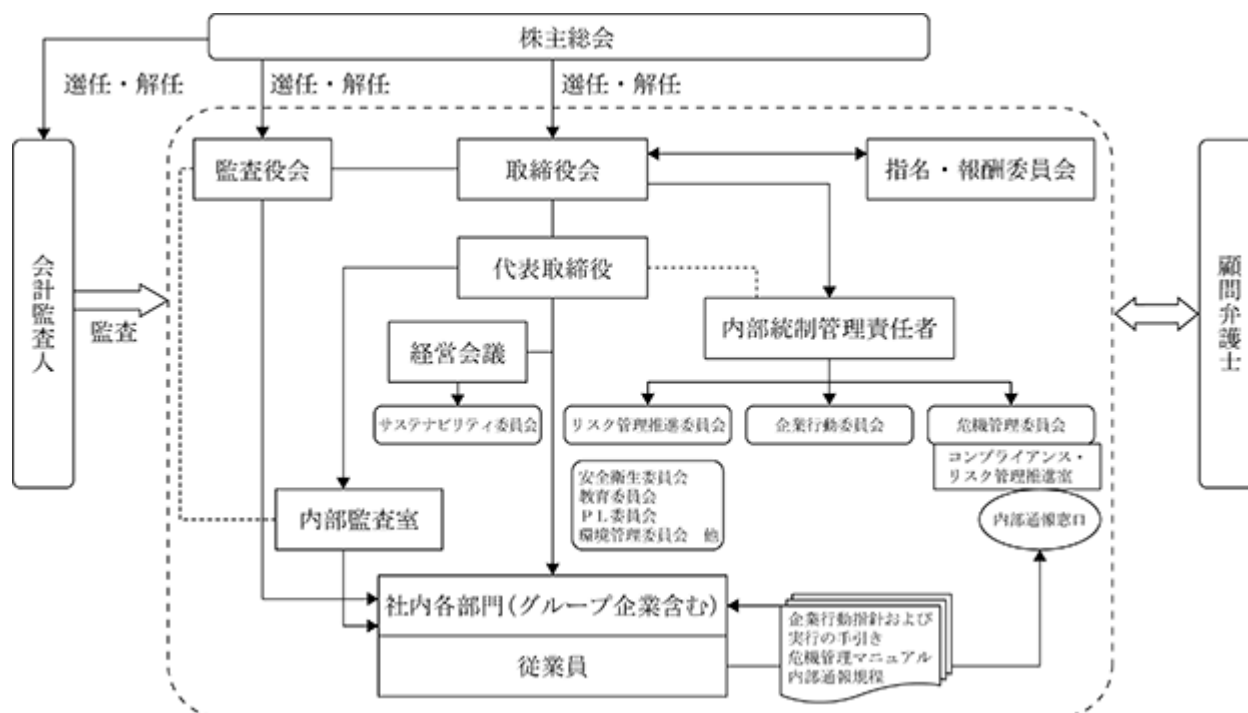 株主総会
選任・解任
選任・解任
選任・解任
監査役会
取締役会
指名・報酬委員会
会計監査人
監査
代表取締役
内部統制管理責任者
顧問弁護士
経営会議
サステナビリティ委員会
リスク管理推進委員会
企業行動委員会
危機管理委員会
コンプライアンス・
リスク管理推進室
安全衛生委員会
教育委員会
ＰＬ委員会
環境管理委員会　他
内部監査室
内部通報窓口
社内各部門(グループ企業含む)
従業員
企業行動指針および
実行の手引き
危機管理マニュアル
内部通報規程